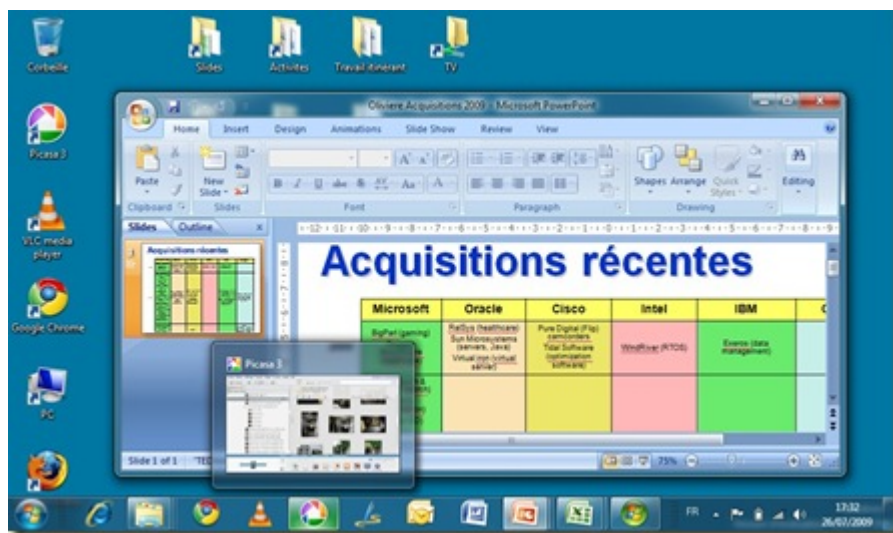 Corbeille
Slides
Activites
Travail itinerant
TV
Picasa 3
VLC media
player
Google Chrome
PC
Oliviere Acquisitions 2009 - Microsoft PowerPoint
Home Insert Design Animations Slide Show Review View
Paste
New
Slide
Shapes Arrange Quick
Styles
Editing
Clipboard Slides Font Paragraph Drawing
Slides Outline x
Acquisitions récentes
Acquisitions récentes
Microsoft Oracle Cisco Intel IBM
BigPark (gaming)
RelSys (healthcare)
Sun Microsystems
(servers, Java)
Virtual Iron (virtual
server)
Pure Digital (Flip)
camcorders
Tidal Software
(optimization
software)
WindRiver (RTOS)
Exeros (data
management)
Picasa 3
Slide 1 of 1
75%
FR
17:32
26/07/2009